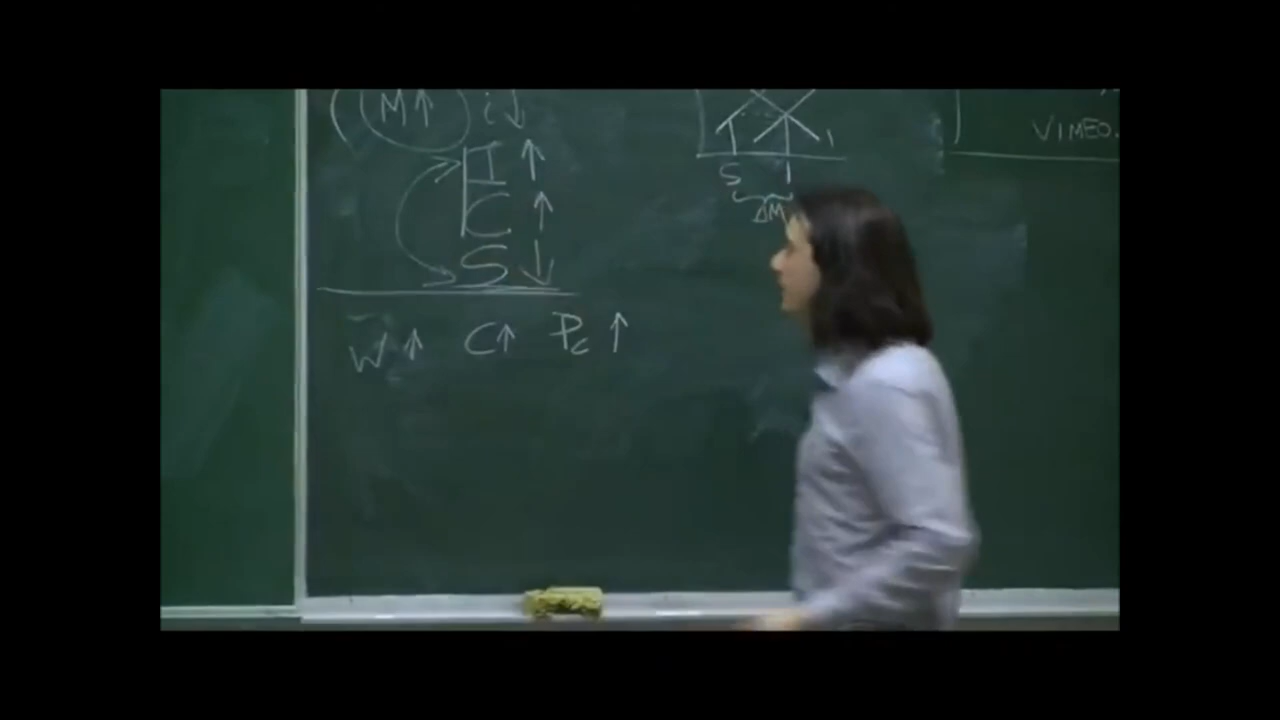 M↑ i↓
I ↑
C ↑
S ↓
W ↑ C↑ Pc ↑
S I
ΔM
VIMEO.